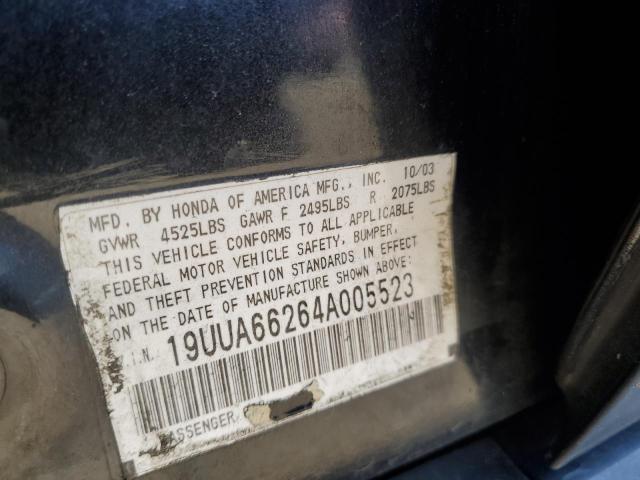 MFD. BY HONDA OF AMERICA MFG., INC. 10/03
GVWR 4525LBS GAWR F 2495LBS R 2075LBS
THIS VEHICLE CONFORMS TO ALL APPLICABLE
FEDERAL MOTOR VEHICLE SAFETY, BUMPER,
AND THEFT PREVENTION STANDARDS IN EFFECT
ON THE DATE OF MANUFACTURE SHOWN ABOVE:
V.I.N. 19UUA66264A005523
PASSENGER